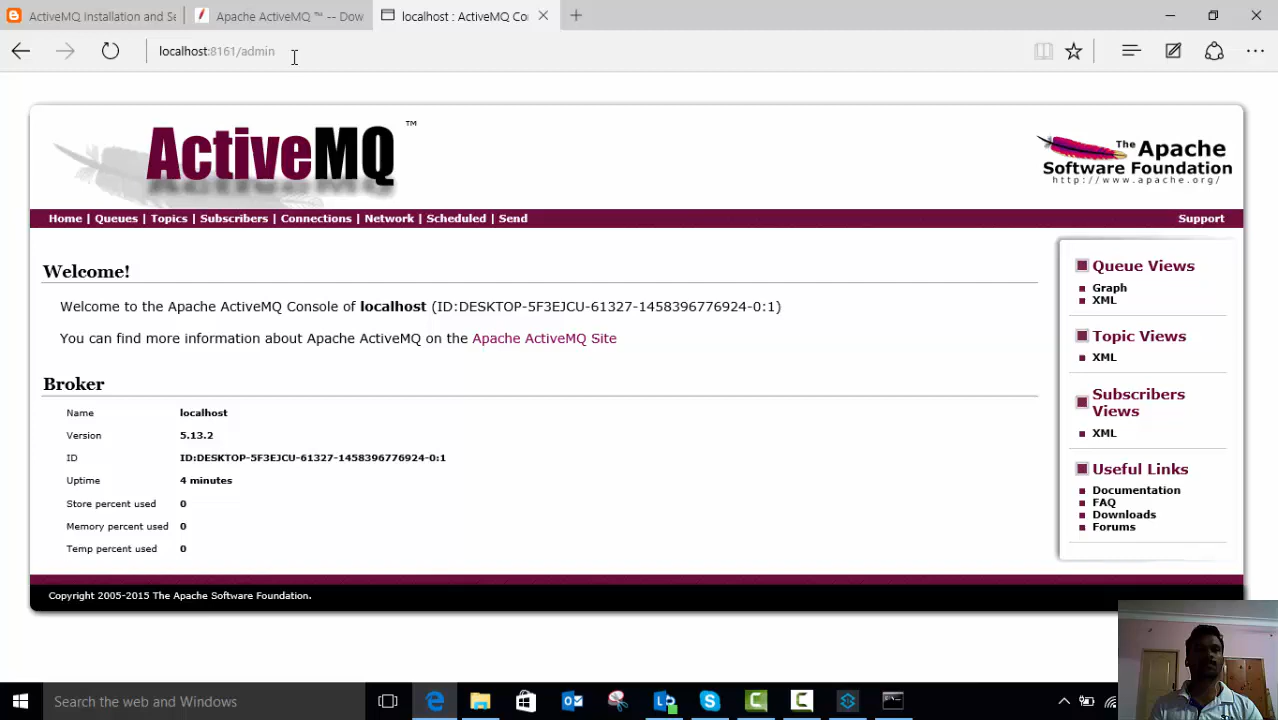 ActiveMQ Installation and Se
Apache ActiveMQ ™ -- Dow
localhost : ActiveMQ Co
localhost:8161/admin
ActiveMQ ™
The Apache
Software Foundation
http://www.apache.org/
Home | Queues | Topics | Subscribers | Connections | Network | Scheduled | Send
Support
Welcome!
Welcome to the Apache ActiveMQ Console of localhost (ID:DESKTOP-5F3EJCU-61327-1458396776924-0:1)
You can find more information about Apache ActiveMQ on the Apache ActiveMQ Site
Broker
Name localhost
Version 5.13.2
ID ID:DESKTOP-5F3EJCU-61327-1458396776924-0:1
Uptime 4 minutes
Store percent used 0
Memory percent used 0
Temp percent used 0
Queue Views
Graph
XML
Topic Views
XML
Subscribers
Views
XML
Useful Links
Documentation
FAQ
Downloads
Forums
Copyright 2005-2015 The Apache Software Foundation.
Search the web and Windows